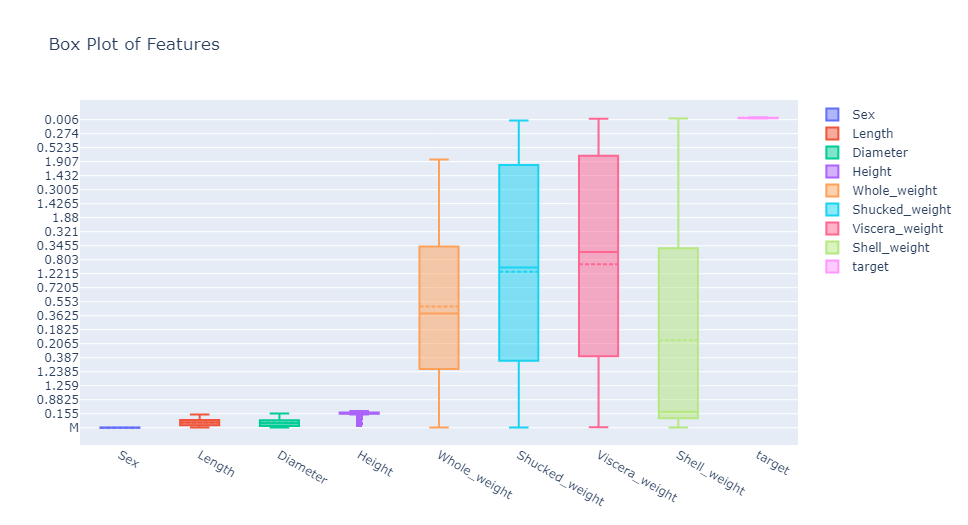 Box Plot of Features
0.006
0.274
0.5235
1.907
1.432
0.3005
1.4265
1.88
0.321
0.3455
0.803
1.2215
0.7205
0.553
0.3625
0.1825
0.2065
0.387
1.2385
1.259
0.8825
0.155
M
Sex
Length
Diameter
Height
Whole_weight
Shucked_weight
Viscera_weight
Shell_weight
target
Sex
Length
Diameter
Height
Whole_weight
Shucked_weight
Viscera_weight
Shell_weight
target